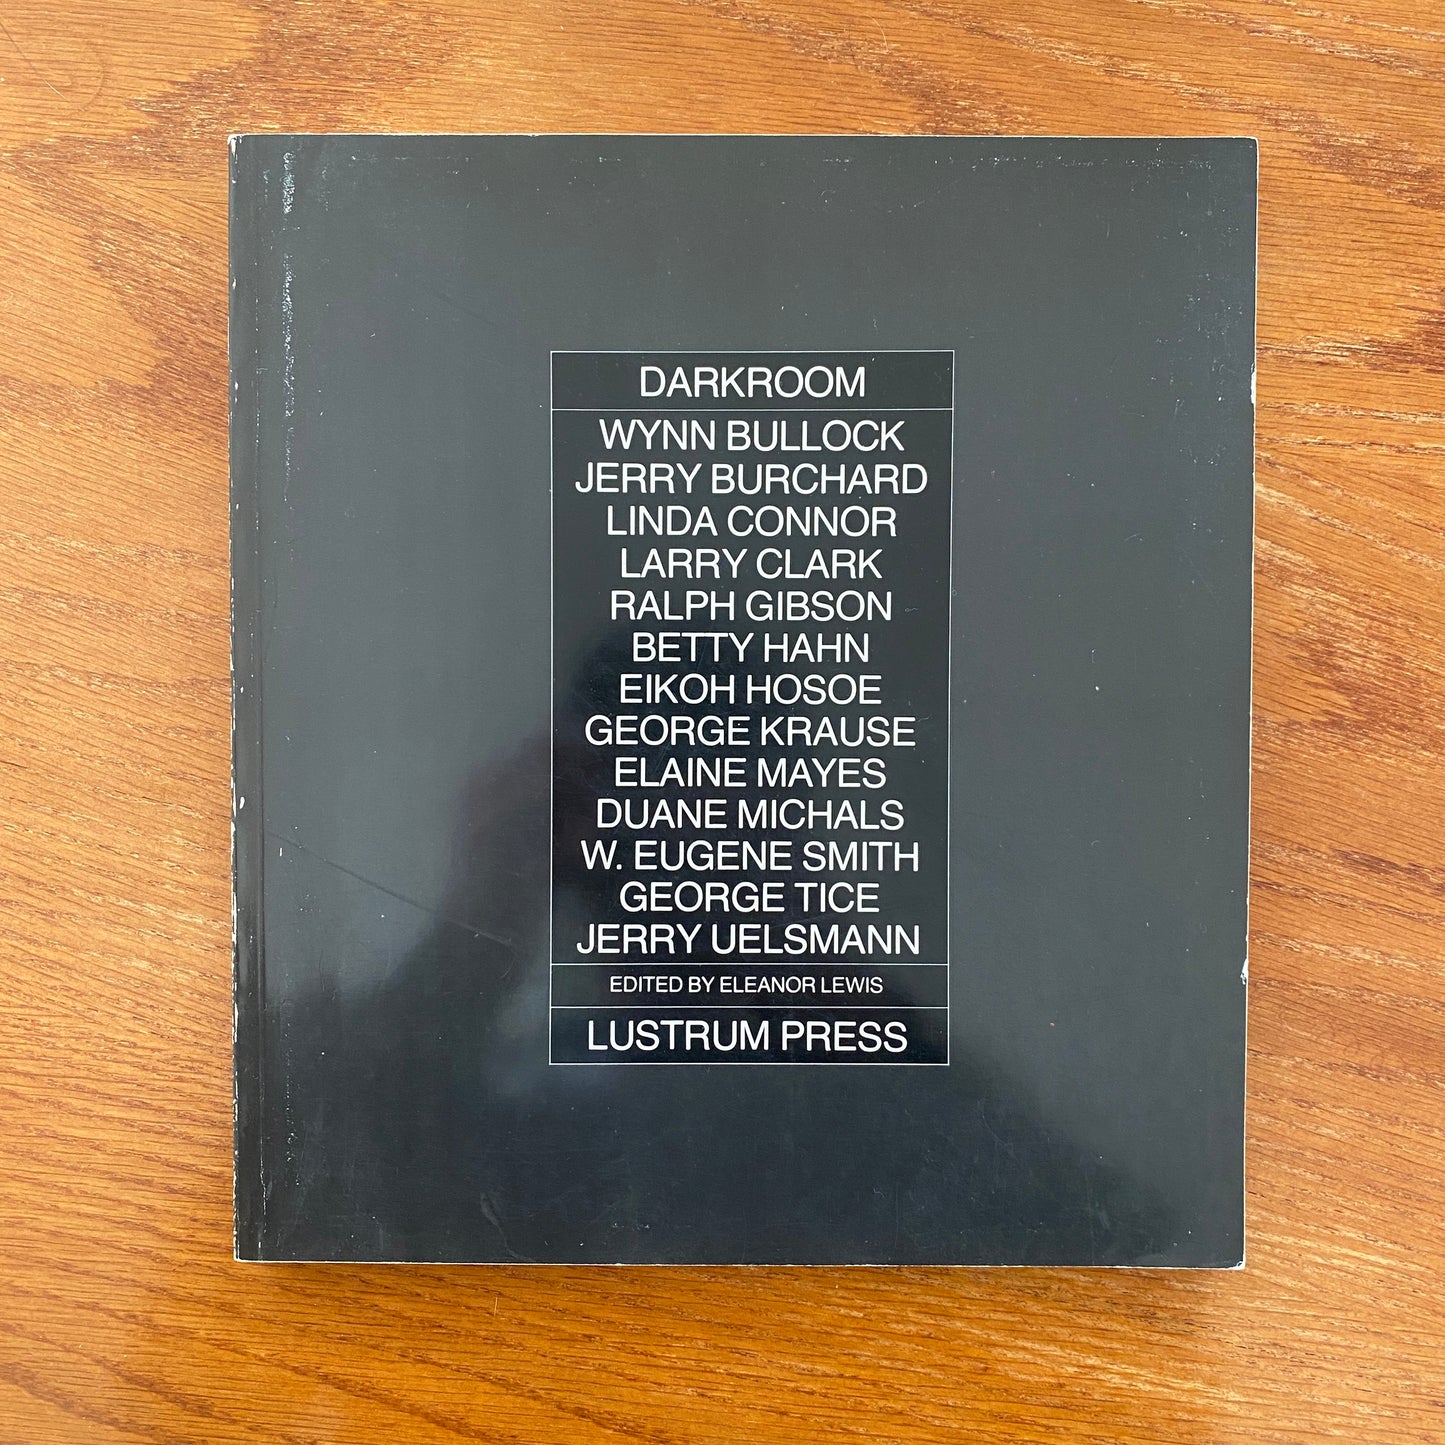 DARKROOM
WYNN BULLOCK
JERRY BURCHARD
LINDA CONNOR
LARRY CLARK
RALPH GIBSON
BETTY HAHN
EIKOH HOSOE
GEORGE KRAUSE
ELAINE MAYES
DUANE MICHALS
W. EUGENE SMITH
GEORGE TICE
JERRY UELSMANN
EDITED BY ELEANOR LEWIS
LUSTRUM PRESS